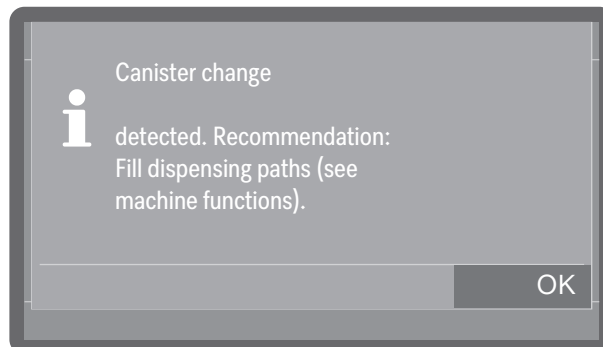 Canister change
detected. Recommendation:
Fill dispensing paths (see
machine functions).
OK